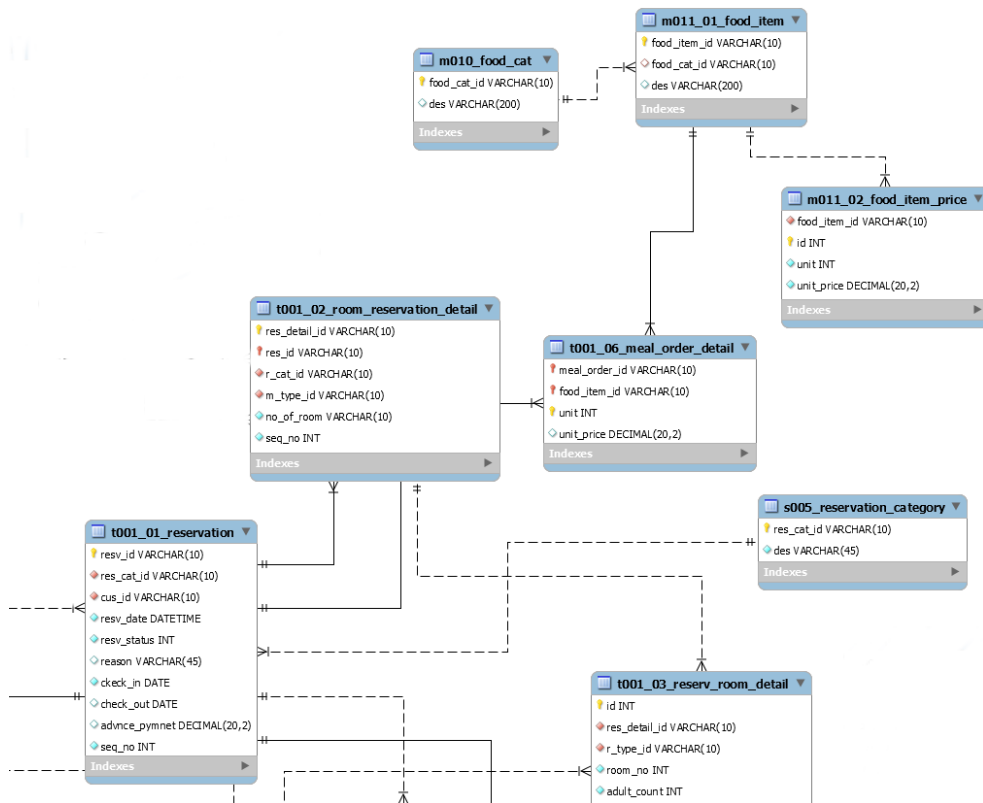 m011_01_food_item
food_item_id VARCHAR(10)
food_cat_id VARCHAR(10)
des VARCHAR(200)
Indexes
m010_food_cat
food_cat_id VARCHAR(10)
des VARCHAR(200)
Indexes
m011_02_food_item_price
food_item_id VARCHAR(10)
id INT
unit INT
unit_price DECIMAL(20,2)
Indexes
t001_02_room_reservation_detail
res_detail_id VARCHAR(10)
res_id VARCHAR(10)
r_cat_id VARCHAR(10)
m_type_id VARCHAR(10)
no_of_room VARCHAR(10)
seq_no INT
Indexes
t001_06_meal_order_detail
meal_order_id VARCHAR(10)
food_item_id VARCHAR(10)
unit INT
unit_price DECIMAL(20,2)
Indexes
s005_reservation_category
res_cat_id VARCHAR(10)
des VARCHAR(45)
Indexes
t001_01_reservation
resv_id VARCHAR(10)
res_cat_id VARCHAR(10)
cus_id VARCHAR(10)
resv_date DATETIME
resv_status INT
reason VARCHAR(45)
ckeck_in DATE
check_out DATE
advnce_pymnet DECIMAL(20,2)
seq_no INT
Indexes
t001_03_reserv_room_detail
id INT
res_detail_id VARCHAR(10)
r_type_id VARCHAR(10)
room_no INT
adult_count INT